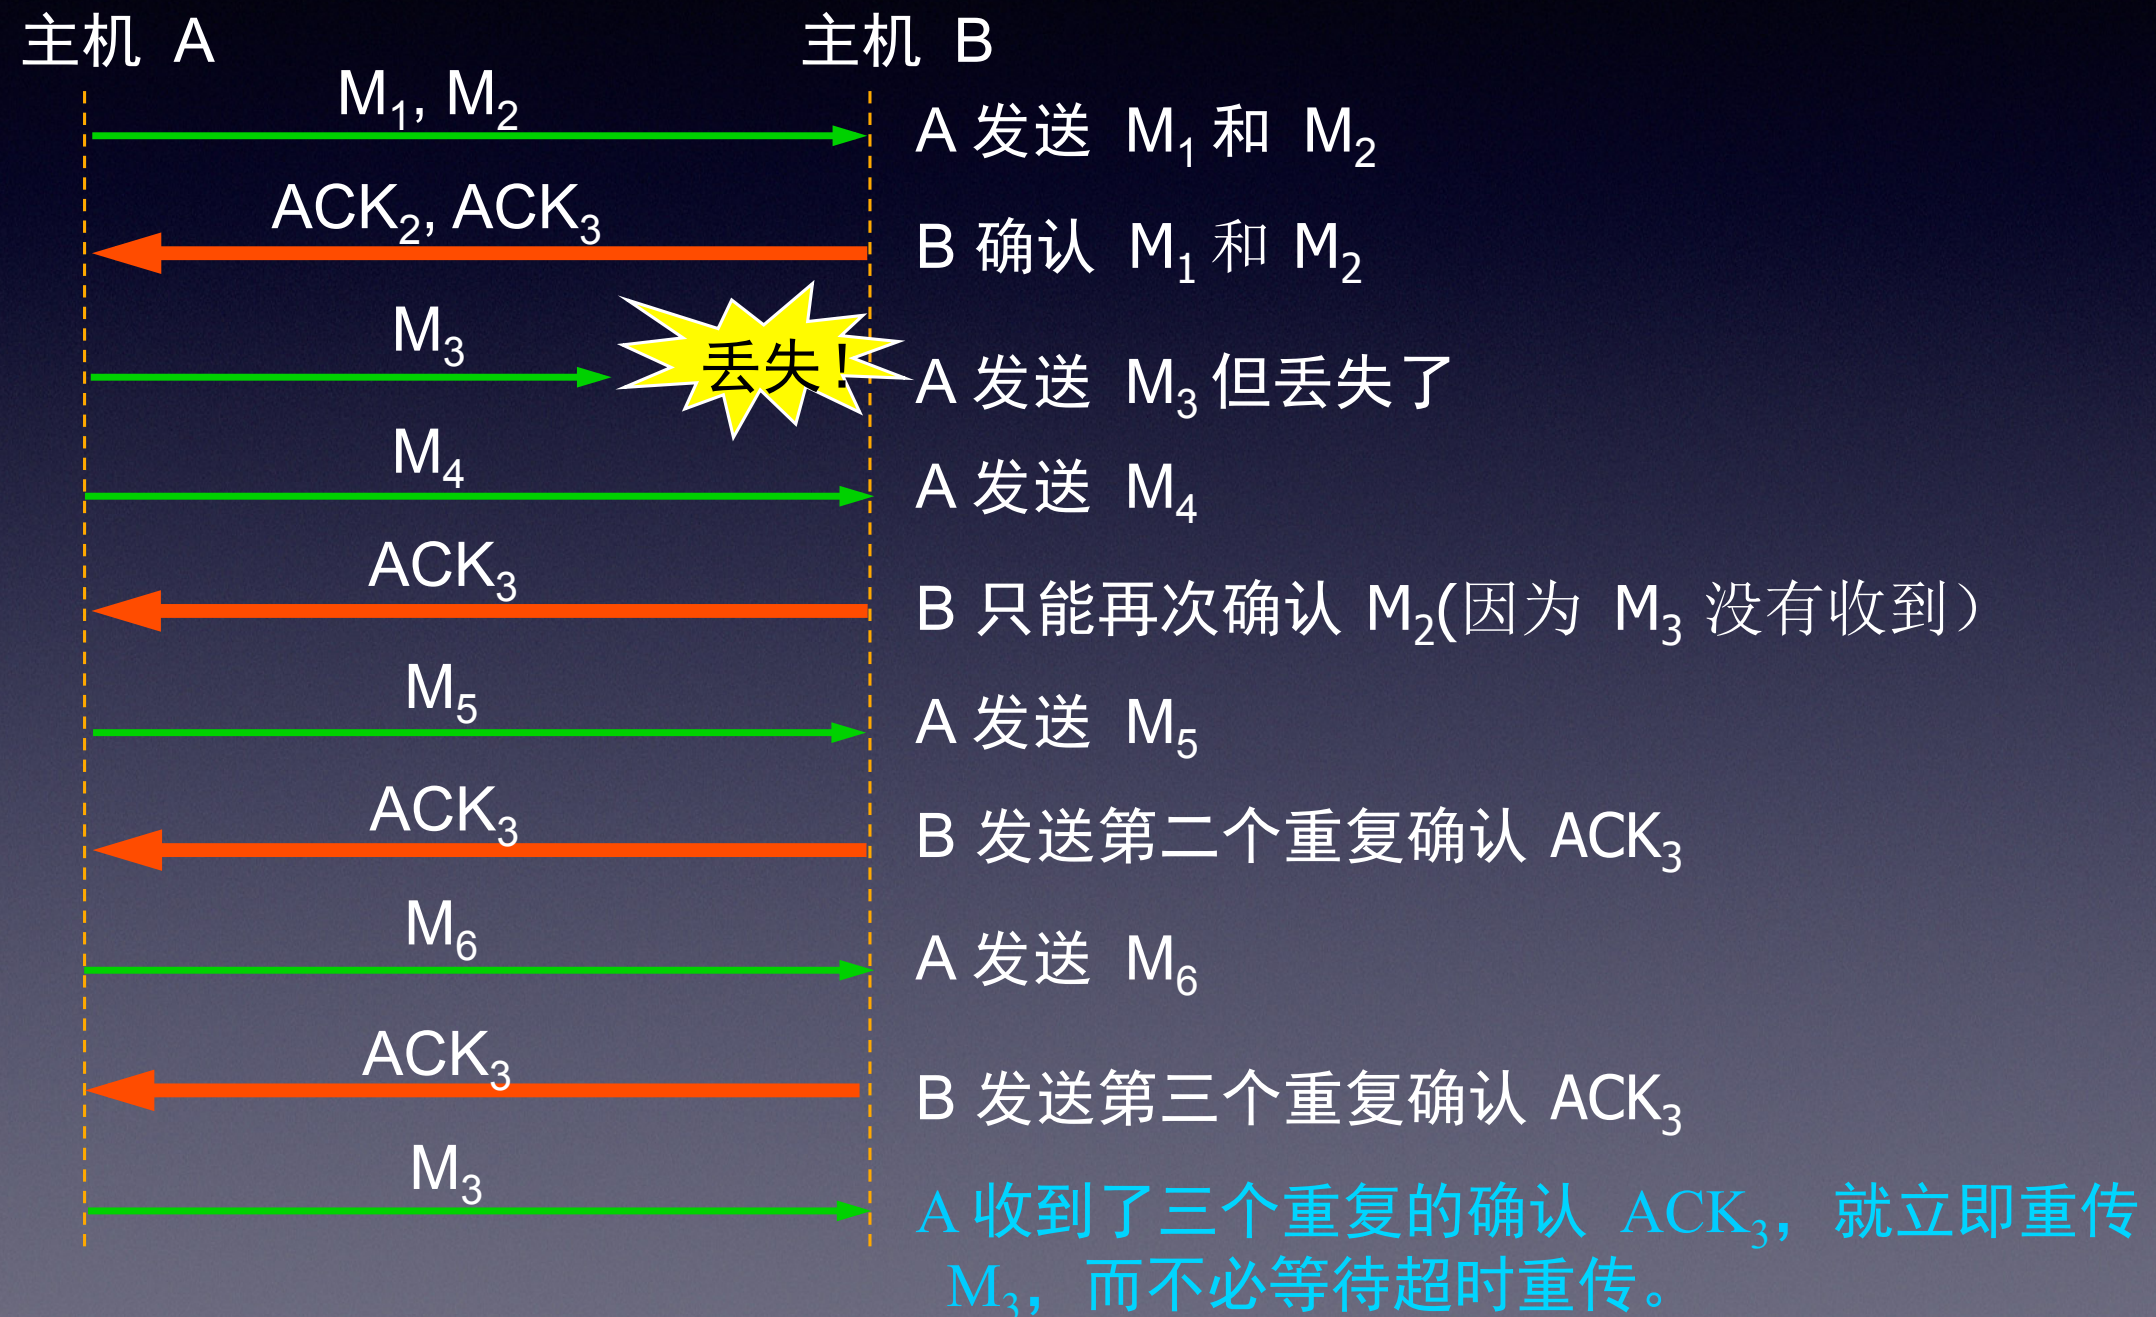 主机 A 主机 B
M₁, M₂
A 发送 M₁ 和 M₂
ACK₂, ACK₃
B 确认 M₁ 和 M₂
M₃
丢失!
A 发送 M₃ 但丢失了
M₄
A 发送 M₄
ACK₃
B 只能再次确认 M₂(因为 M₃ 没有收到）
M₅
A 发送 M₅
ACK₃
B 发送第二个重复确认 ACK₃
M₆
A 发送 M₆
ACK₃
B 发送第三个重复确认 ACK₃
M₃
A 收到了三个重复的确认 ACK₃，就立即重传
M₃，而不必等待超时重传。